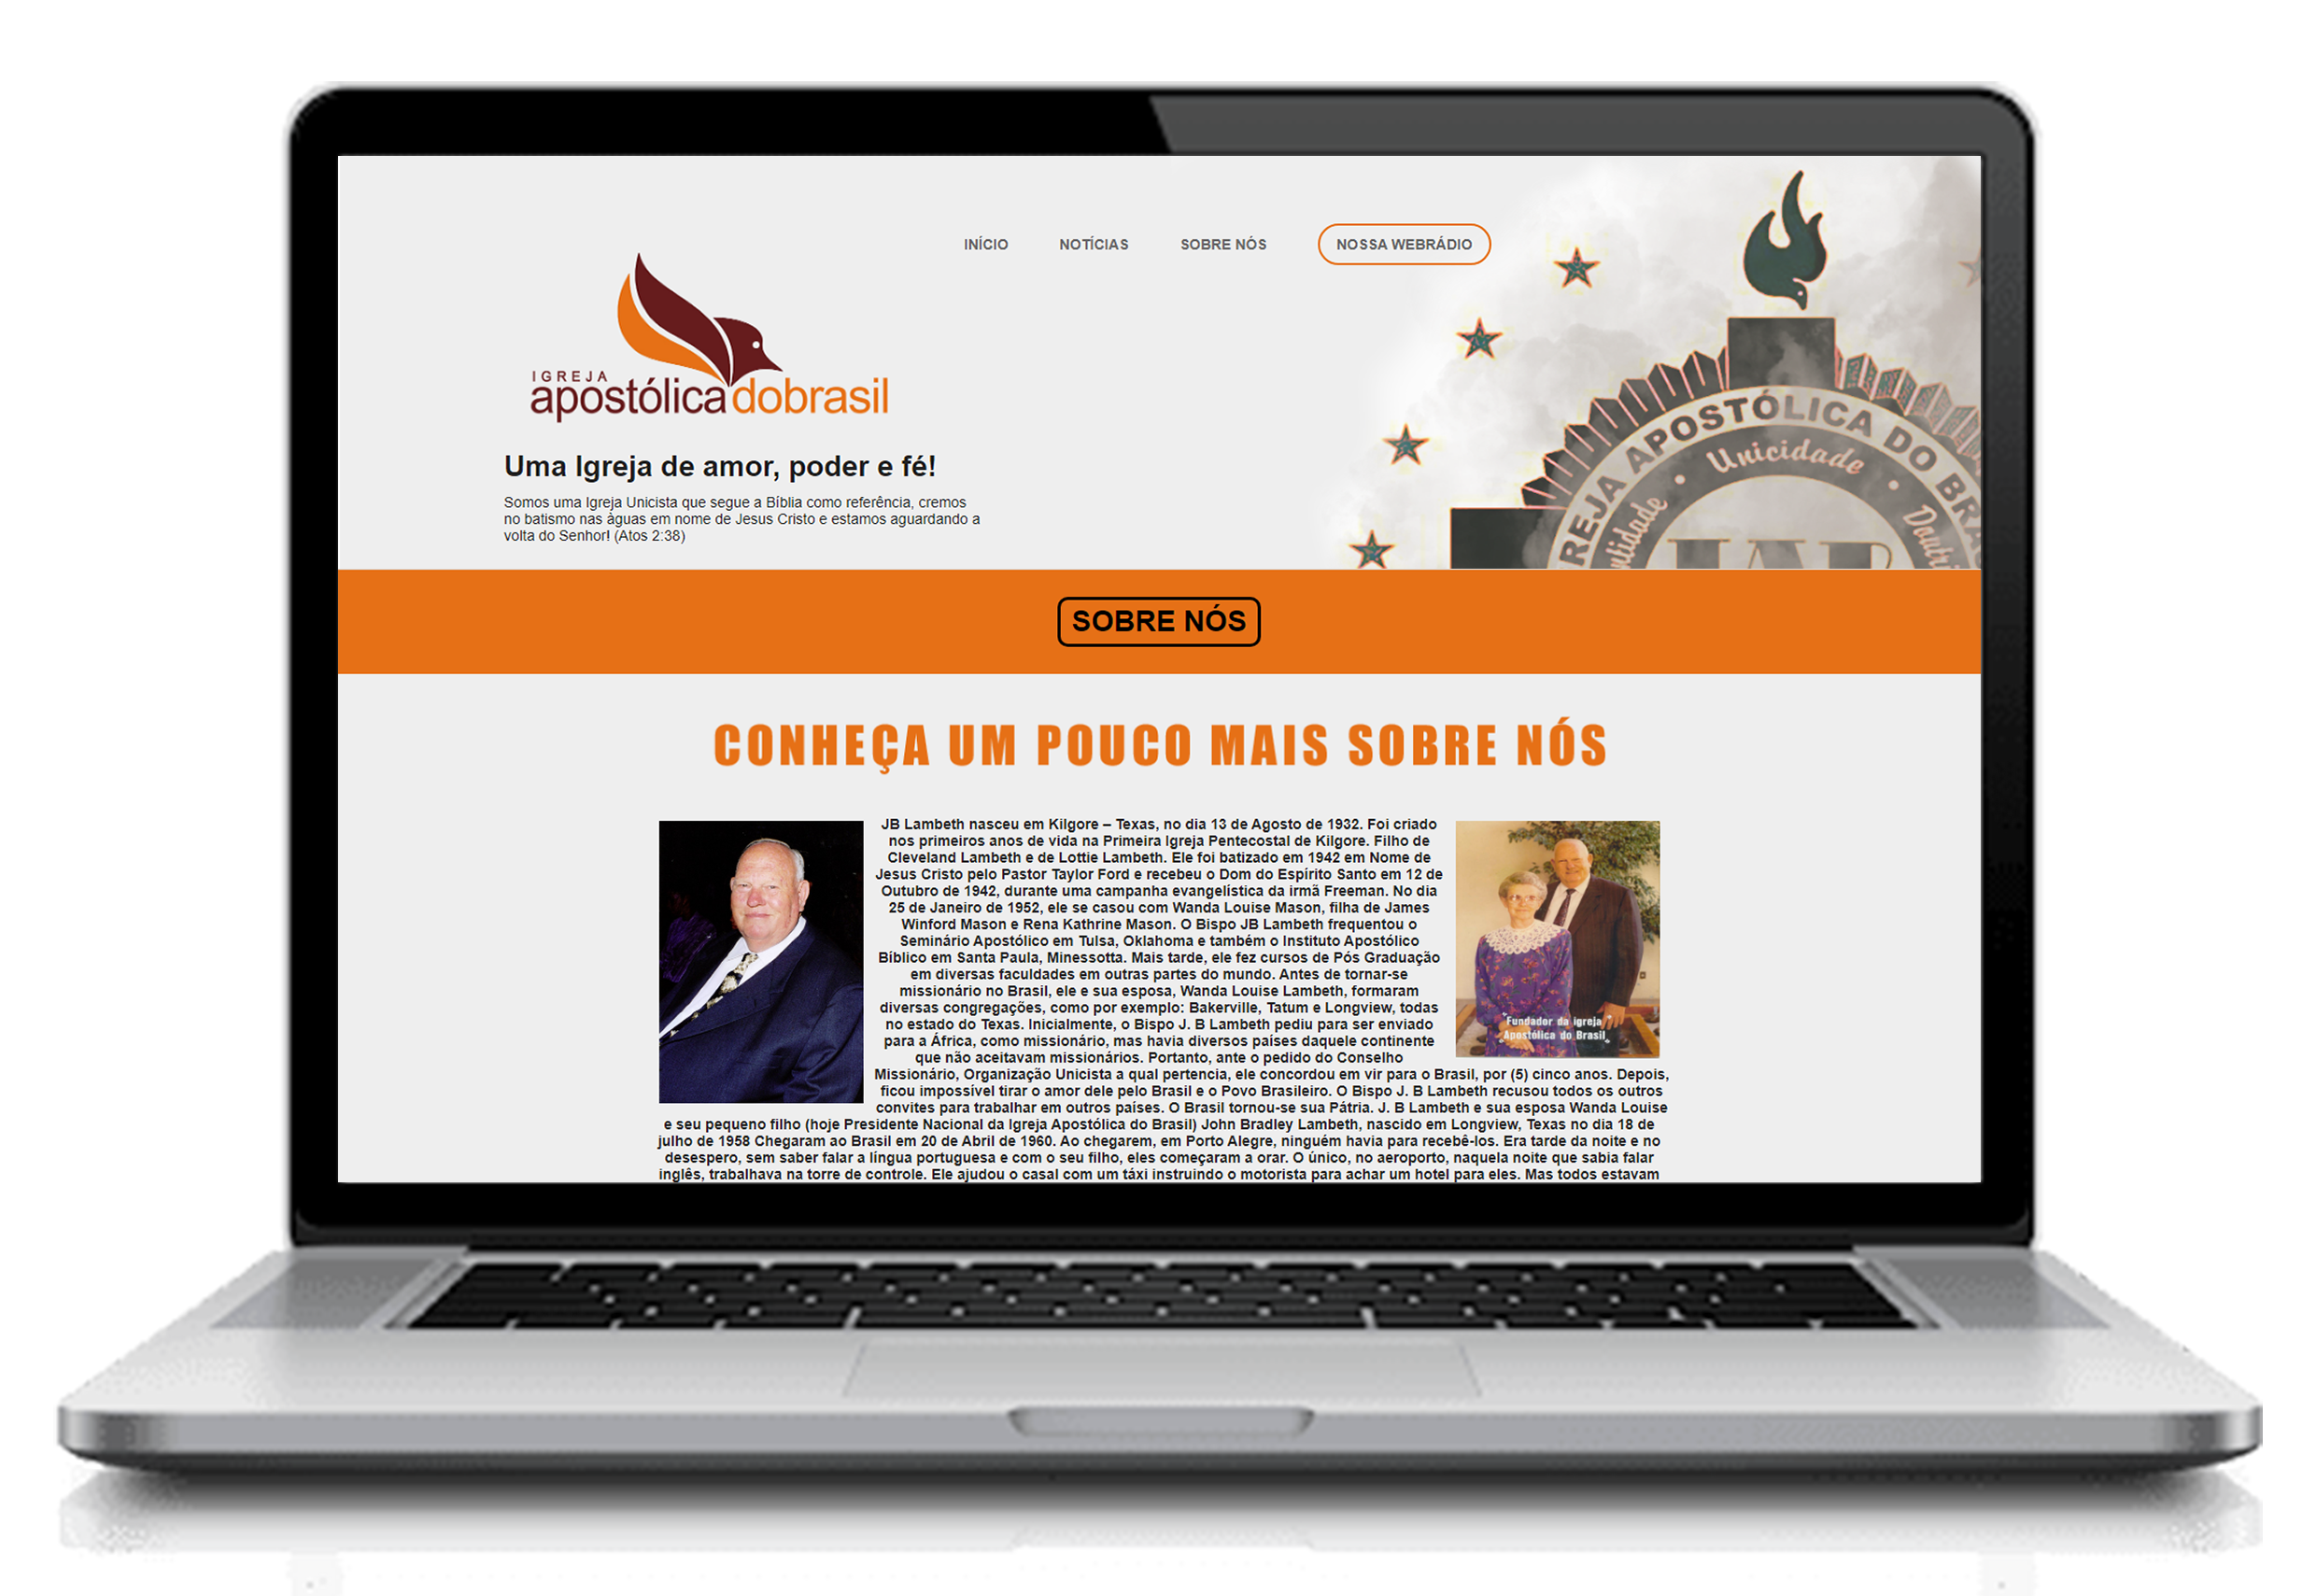 INÍCIO NOTÍCIAS SOBRE NÓS NOSSA WEBRÁDIO
IGREJA
apostólicadobrasil
Uma Igreja de amor, poder e fé!
Somos uma Igreja Unicista que segue a Bíblia como referência, cremos
no batismo nas àguas em nome de Jesus Cristo e estamos aguardando a
volta do Senhor! (Atos 2:38)
REJA APOSTÓLICA DO BRA
• Unicidade •
SOBRE NÓS
CONHEÇA UM POUCO MAIS SOBRE NÓS
JB Lambeth nasceu em Kilgore – Texas, no dia 13 de Agosto de 1932. Foi criado
nos primeiros anos de vida na Primeira Igreja Pentecostal de Kilgore. Filho de
Cleveland Lambeth e de Lottie Lambeth. Ele foi batizado em 1942 em Nome de
Jesus Cristo pelo Pastor Taylor Ford e recebeu o Dom do Espírito Santo em 12 de
Outubro de 1942, durante uma campanha evangelística da irmã Freeman. No dia
25 de Janeiro de 1952, ele se casou com Wanda Louise Mason, filha de James
Winford Mason e Rena Kathrine Mason. O Bispo JB Lambeth frequentou o
Seminário Apostólico em Tulsa, Oklahoma e também o Instituto Apostólico
Bíblico em Santa Paula, Minessotta. Mais tarde, ele fez cursos de Pós Graduação
em diversas faculdades em outras partes do mundo. Antes de tornar-se
missionário no Brasil, ele e sua esposa, Wanda Louise Lambeth, formaram
diversas congregações, como por exemplo: Bakerville, Tatum e Longview, todas
no estado do Texas. Inicialmente, o Bispo J. B Lambeth pediu para ser enviado
para a África, como missionário, mas havia diversos países daquele continente
que não aceitavam missionários. Portanto, ante o pedido do Conselho
Missionário, Organização Unicista a qual pertencia, ele concordou em vir para o Brasil, por (5) cinco anos. Depois,
ficou impossível tirar o amor dele pelo Brasil e o Povo Brasileiro. O Bispo J. B Lambeth recusou todos os outros
convites para trabalhar em outros países. O Brasil tornou-se sua Pátria. J. B Lambeth e sua esposa Wanda Louise
e seu pequeno filho (hoje Presidente Nacional da Igreja Apostólica do Brasil) John Bradley Lambeth, nascido em Longview, Texas no dia 18 de
julho de 1958 Chegaram ao Brasil em 20 de Abril de 1960. Ao chegarem, em Porto Alegre, ninguém havia para recebê-los. Era tarde da noite e no
desespero, sem saber falar a língua portuguesa e com o seu filho, eles começaram a orar. O único, no aeroporto, naquela noite que sabia falar
inglês, trabalhava na torre de controle. Ele ajudou o casal com um táxi instruindo o motorista para achar um hotel para eles. Mas todos estavam
"Fundador da igreja
Apostólica do Brasil"